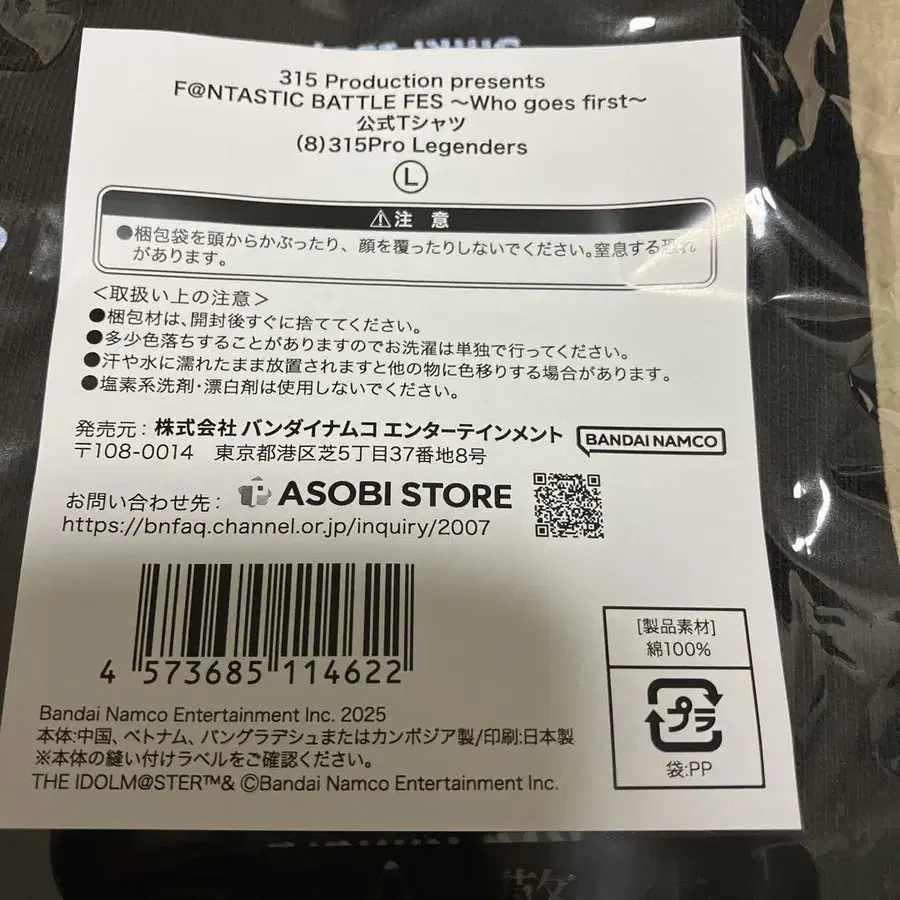 315 Production presents
F@NTASTIC BATTLE FES ～Who goes first～
公式Tシャツ
(8)315Pro Legenders
L
⚠注 意
●梱包袋を頭からかぶったり、顔を覆ったりしないでください。窒息する恐れ
があります。
＜取扱い上の注意＞
●梱包材は、開封後すぐに捨ててください。
●多少色落ちすることがありますのでお洗濯は単独で行ってください。
●汗や水に濡れたまま放置されますと他の物に色移りする場合があります。
●塩素系洗剤・漂白剤は使用しないでください。
発売元：株式会社 バンダイナムコ エンターテインメント
BANDAI NAMCO
〒108-0014 東京都港区芝5丁目37番地8号
お問い合わせ先：ASOBI STORE
https://bnfaq.channel.or.jp/inquiry/2007
4 573685 114622
[製品素材]
綿100%
プラ
袋:PP
Bandai Namco Entertainment Inc. 2025
本体:中国、ベトナム、バングラデシュまたはカンボジア製/印刷:日本製
※本体の縫い付けラベルをご確認ください。
THE IDOLM@STER™& ©Bandai Namco Entertainment Inc.